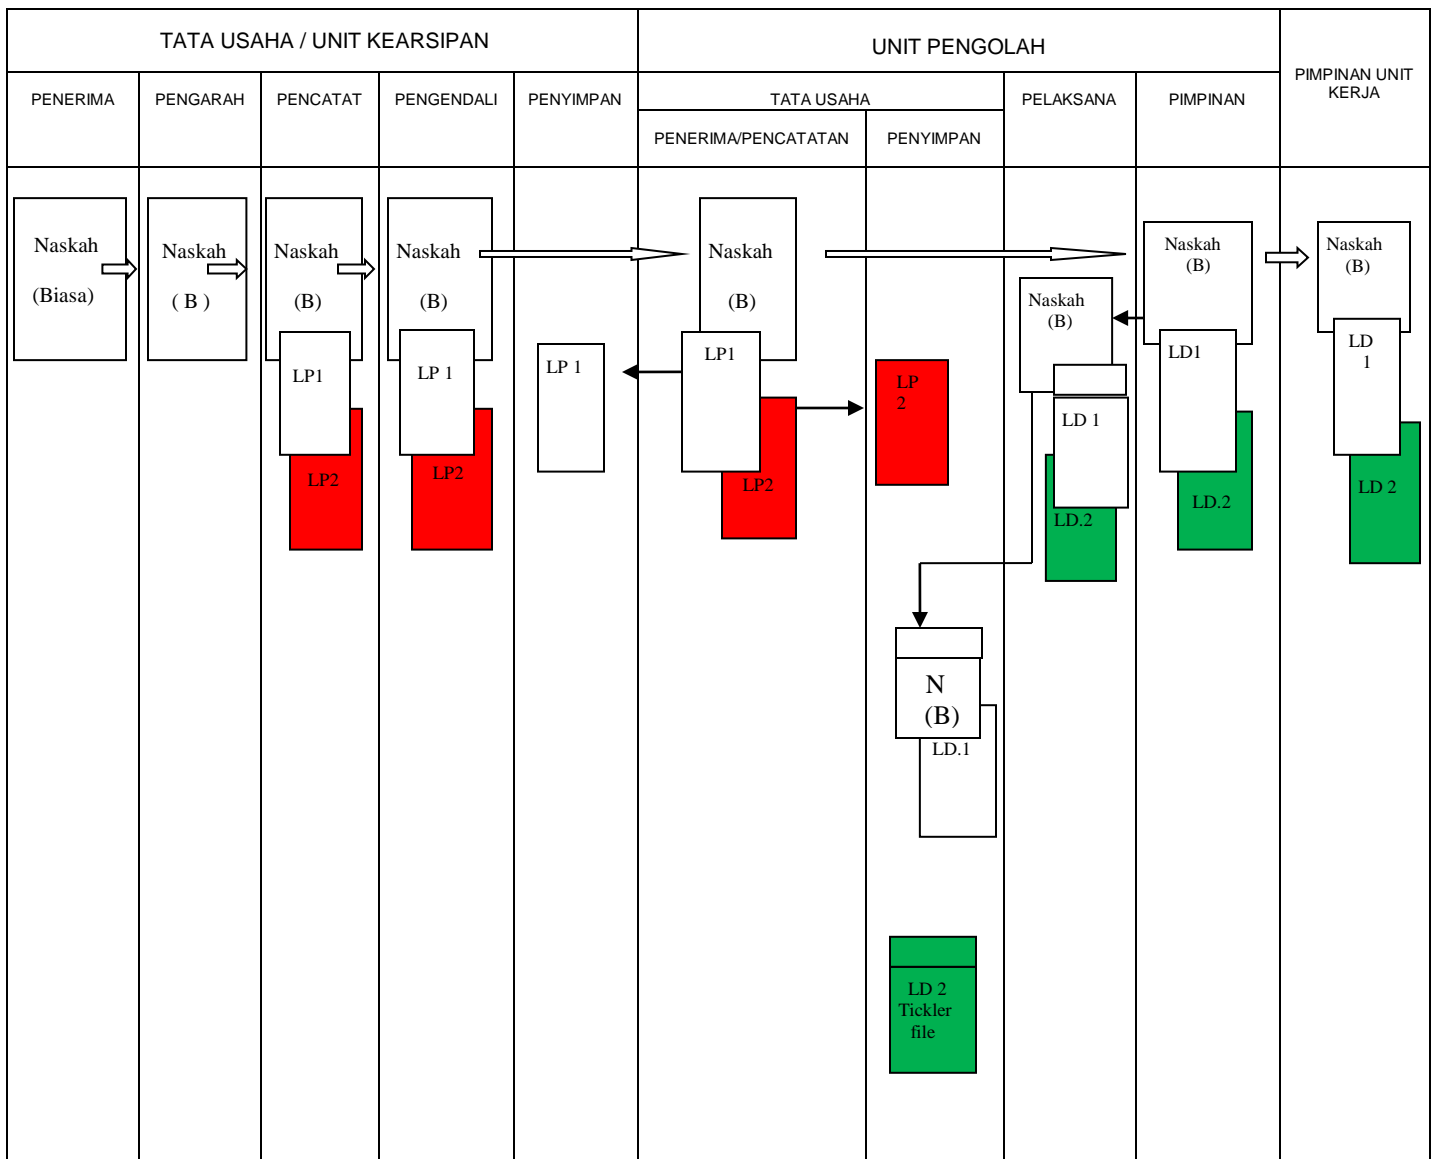 TATA USAHA / UNIT KEARSIPAN
UNIT PENGOLAH
PIMPINAN UNIT
KERJA
PENERIMA
PENGARAH
PENCATAT
PENGENDALI
PENYIMPAN
TATA USAHA
PELAKSANA
PIMPINAN
PENERIMA/PENCATATAN
PENYIMPAN
Naskah
(Biasa)
Naskah
( B )
Naskah
(B)
LP1
LP2
Naskah
(B)
LP 1
LP2
LP 1
Naskah
(B)
LP1
LP2
LP
2
Naskah
(B)
LD 1
LD.2
Naskah
(B)
LD1
LD.2
Naskah
(B)
LD
1
LD 2
N
(B)
LD.1
LD 2
Tickler
file